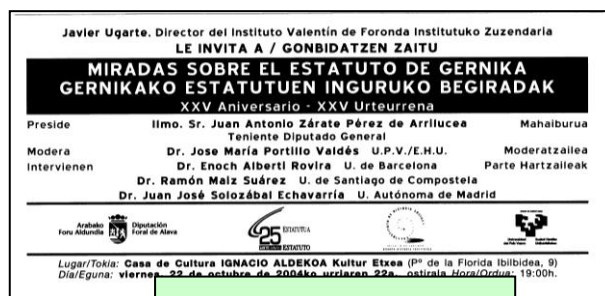 Javier Ugarte. Director del Instituto Valentín de Foronda Institutuko Zuzendaria
LE INVITA A / GONBIDATZEN ZAITU
MIRADAS SOBRE EL ESTATUTO DE GERNIKA
GERNIKAKO ESTATUTUEN INGURUKO BEGIRADAK
XXV Aniversario - XXV Urteurrena
Preside Ilmo. Sr. Juan Antonio Zárate Pérez de Arrilucea Mahaiburua
Teniente Diputado General
Modera Dr. Jose María Portillo Valdés U.P.V./E.H.U. Moderatzailea
Intervienen Dr. Enoch Alberti Rovira U. de Barcelona Parte Hartzaileak
Dr. Ramón Maiz Suárez U. de Santiago de Compostela
Dr. Juan José Solozábal Echavarría U. Autónoma de Madrid
Arabako Foru Aldundia Diputación Foral de Alava
25 ESTATUTUA ESTATUTO
Lugar/Tokia: Casa de Cultura IGNACIO ALDEKOA Kultur Etxea (Pº de la Florida Ibilbidea, 9)
Día/Eguna: viernes, 22 de octubre de 2004ko urriaren 22a, ostirala Hora/Ordua: 19:00h.